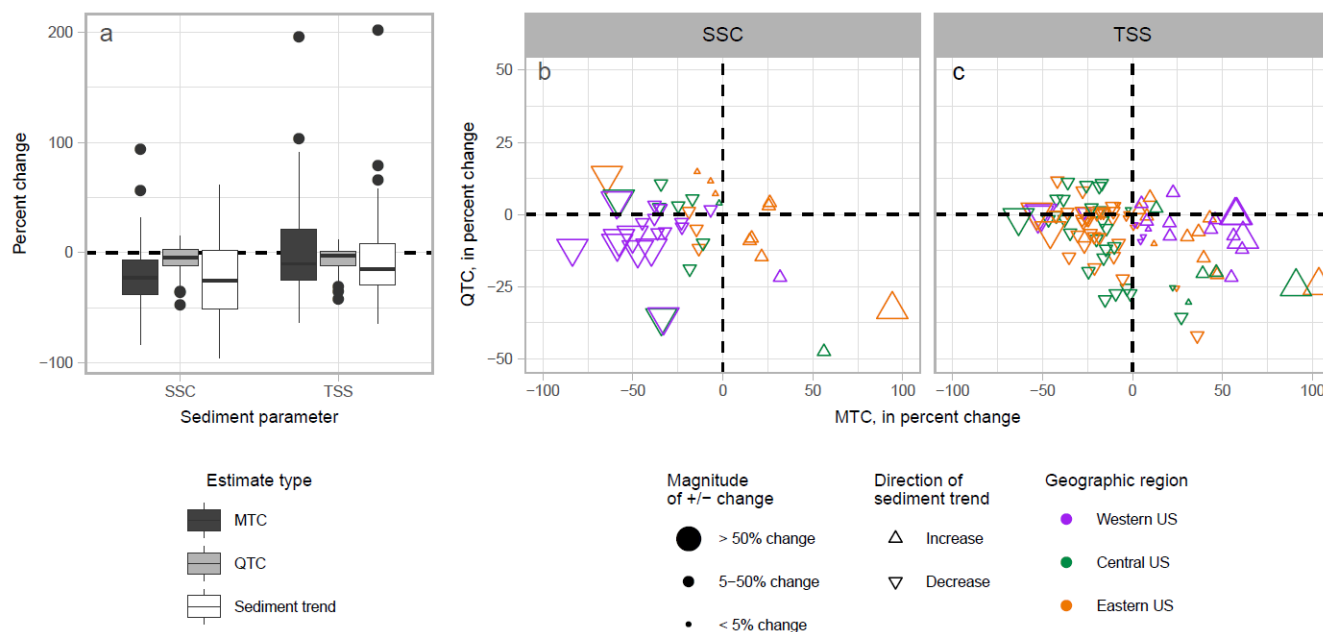 a
200
100
0
−100
Percent change
SSC TSS
Sediment parameter
SSC TSS
b c
50
25
0
−25
−50
QTC, in percent change
−100 −50 0 50 100 −100 −50 0 50 100
MTC, in percent change
Estimate type
MTC
QTC
Sediment trend
Magnitude
of +/− change
> 50% change
5−50% change
< 5% change
Direction of
sediment trend
Increase
Decrease
Geographic region
Western US
Central US
Eastern US